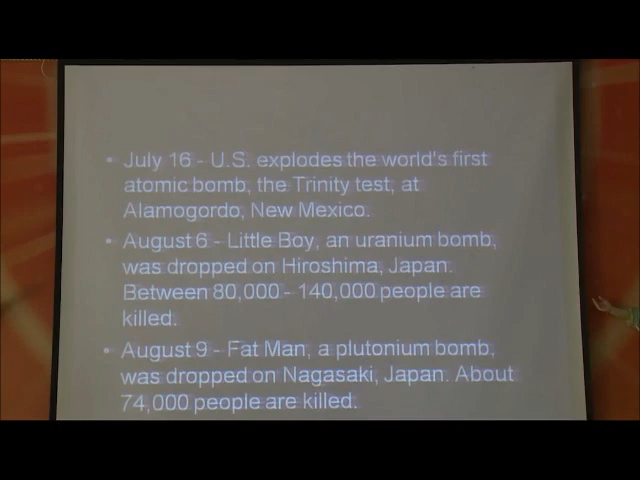 • July 16 - U.S. explodes the world's first
atomic bomb, the Trinity test, at
Alamogordo, New Mexico.
• August 6 - Little Boy, an uranium bomb,
was dropped on Hiroshima, Japan.
Between 80,000 - 140,000 people are
killed.
• August 9 - Fat Man, a plutonium bomb,
was dropped on Nagasaki, Japan. About
74,000 people are killed.